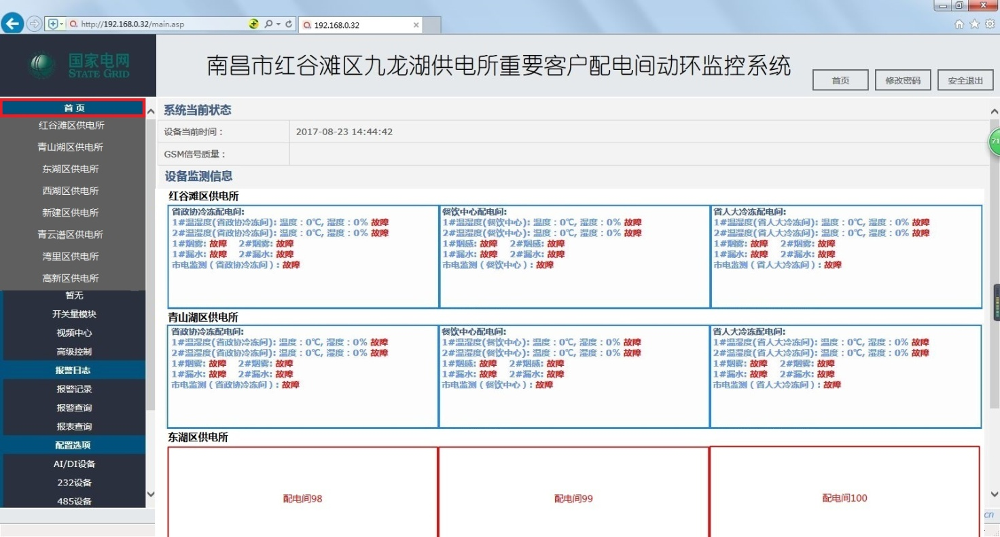 http://192.168.0.32/main.asp
192.168.0.32
国家电网
STATE GRID
南昌市红谷滩区九龙湖供电所重要客户配电间动环监控系统
首页
修改密码
安全退出
首 页
红谷滩区供电所
青山湖区供电所
东湖区供电所
西湖区供电所
新建区供电所
青云谱区供电所
湾里区供电所
高新区供电所
暂无
开关量模块
视频中心
高级控制
报警日志
报警记录
报警查询
报表查询
配置选项
AI/DI设备
232设备
485设备
系统当前状态
设备当前时间：
2017-08-23 14:44:42
GSM信号质量：
设备监测信息
红谷滩区供电所
省政协冷冻配电间:
1#温湿度(省政协冷冻间): 温度：0℃, 湿度：0% 故障
2#温湿度(省政协冷冻间): 温度：0℃, 湿度：0% 故障
1#烟雾: 故障 2#烟雾: 故障
1#漏水: 故障 2#漏水: 故障
市电监测（省政协冷冻间）: 故障
餐饮中心配电间:
1#温湿度(餐饮中心): 温度：0℃, 湿度：0% 故障
2#温湿度(餐饮中心): 温度：0℃, 湿度：0% 故障
1#烟感: 故障 2#烟感: 故障
1#漏水: 故障 2#漏水: 故障
市电监测（餐饮中心）: 故障
省人大冷冻配电间:
1#温湿度(省人大冷冻间): 温度：0℃, 湿度：0% 故障
2#温湿度(省人大冷冻间): 温度：0℃, 湿度：0% 故障
1#烟雾: 故障 2#烟雾: 故障
1#漏水: 故障 2#漏水: 故障
市电监测（省人大冷冻间）: 故障
青山湖区供电所
省政协冷冻配电间:
1#温湿度(省政协冷冻间): 温度：0℃, 湿度：0% 故障
2#温湿度(省政协冷冻间): 温度：0℃, 湿度：0% 故障
1#烟雾: 故障 2#烟雾: 故障
1#漏水: 故障 2#漏水: 故障
市电监测（省政协冷冻间）: 故障
餐饮中心配电间:
1#温湿度(餐饮中心): 温度：0℃, 湿度：0% 故障
2#温湿度(餐饮中心): 温度：0℃, 湿度：0% 故障
1#烟感: 故障 2#烟感: 故障
1#漏水: 故障 2#漏水: 故障
市电监测（餐饮中心）: 故障
省人大冷冻配电间:
1#温湿度(省人大冷冻间): 温度：0℃, 湿度：0% 故障
2#温湿度(省人大冷冻间): 温度：0℃, 湿度：0% 故障
1#烟雾: 故障 2#烟雾: 故障
1#漏水: 故障 2#漏水: 故障
市电监测（省人大冷冻间）: 故障
东湖区供电所
配电间98
配电间99
配电间100
71
cn